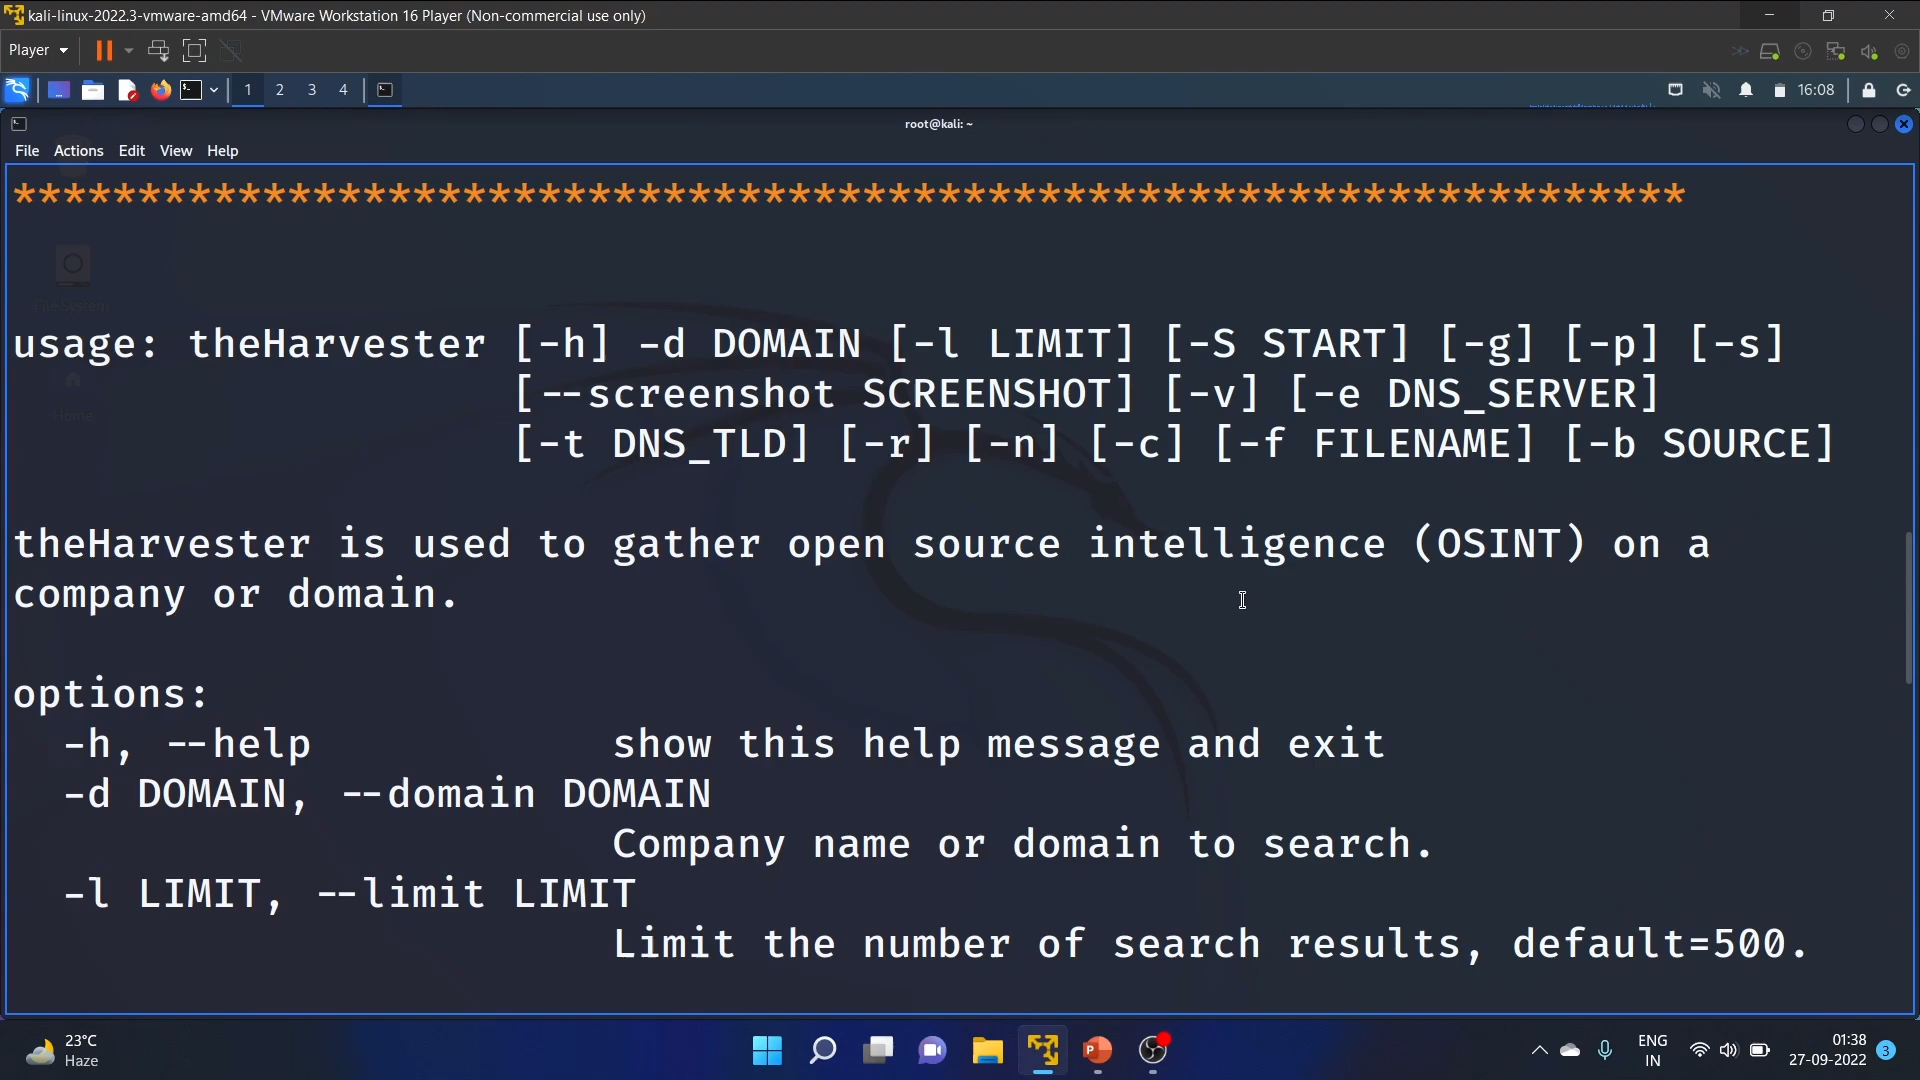 kali-linux-2022.3-vmware-amd64 - VMware Workstation 16 Player (Non-commercial use only)
Player
1 2 3 4
16:08
root@kali: ~
File Actions Edit View Help
*******************************************************************
File System
Home
usage: theHarvester [-h] -d DOMAIN [-l LIMIT] [-S START] [-g] [-p] [-s]
[--screenshot SCREENSHOT] [-v] [-e DNS_SERVER]
[-t DNS_TLD] [-r] [-n] [-c] [-f FILENAME] [-b SOURCE]
theHarvester is used to gather open source intelligence (OSINT) on a
company or domain.
options:
-h, --help show this help message and exit
-d DOMAIN, --domain DOMAIN
Company name or domain to search.
-l LIMIT, --limit LIMIT
Limit the number of search results, default=500.
23°C
Haze
ENG
IN
01:38
27-09-2022
3